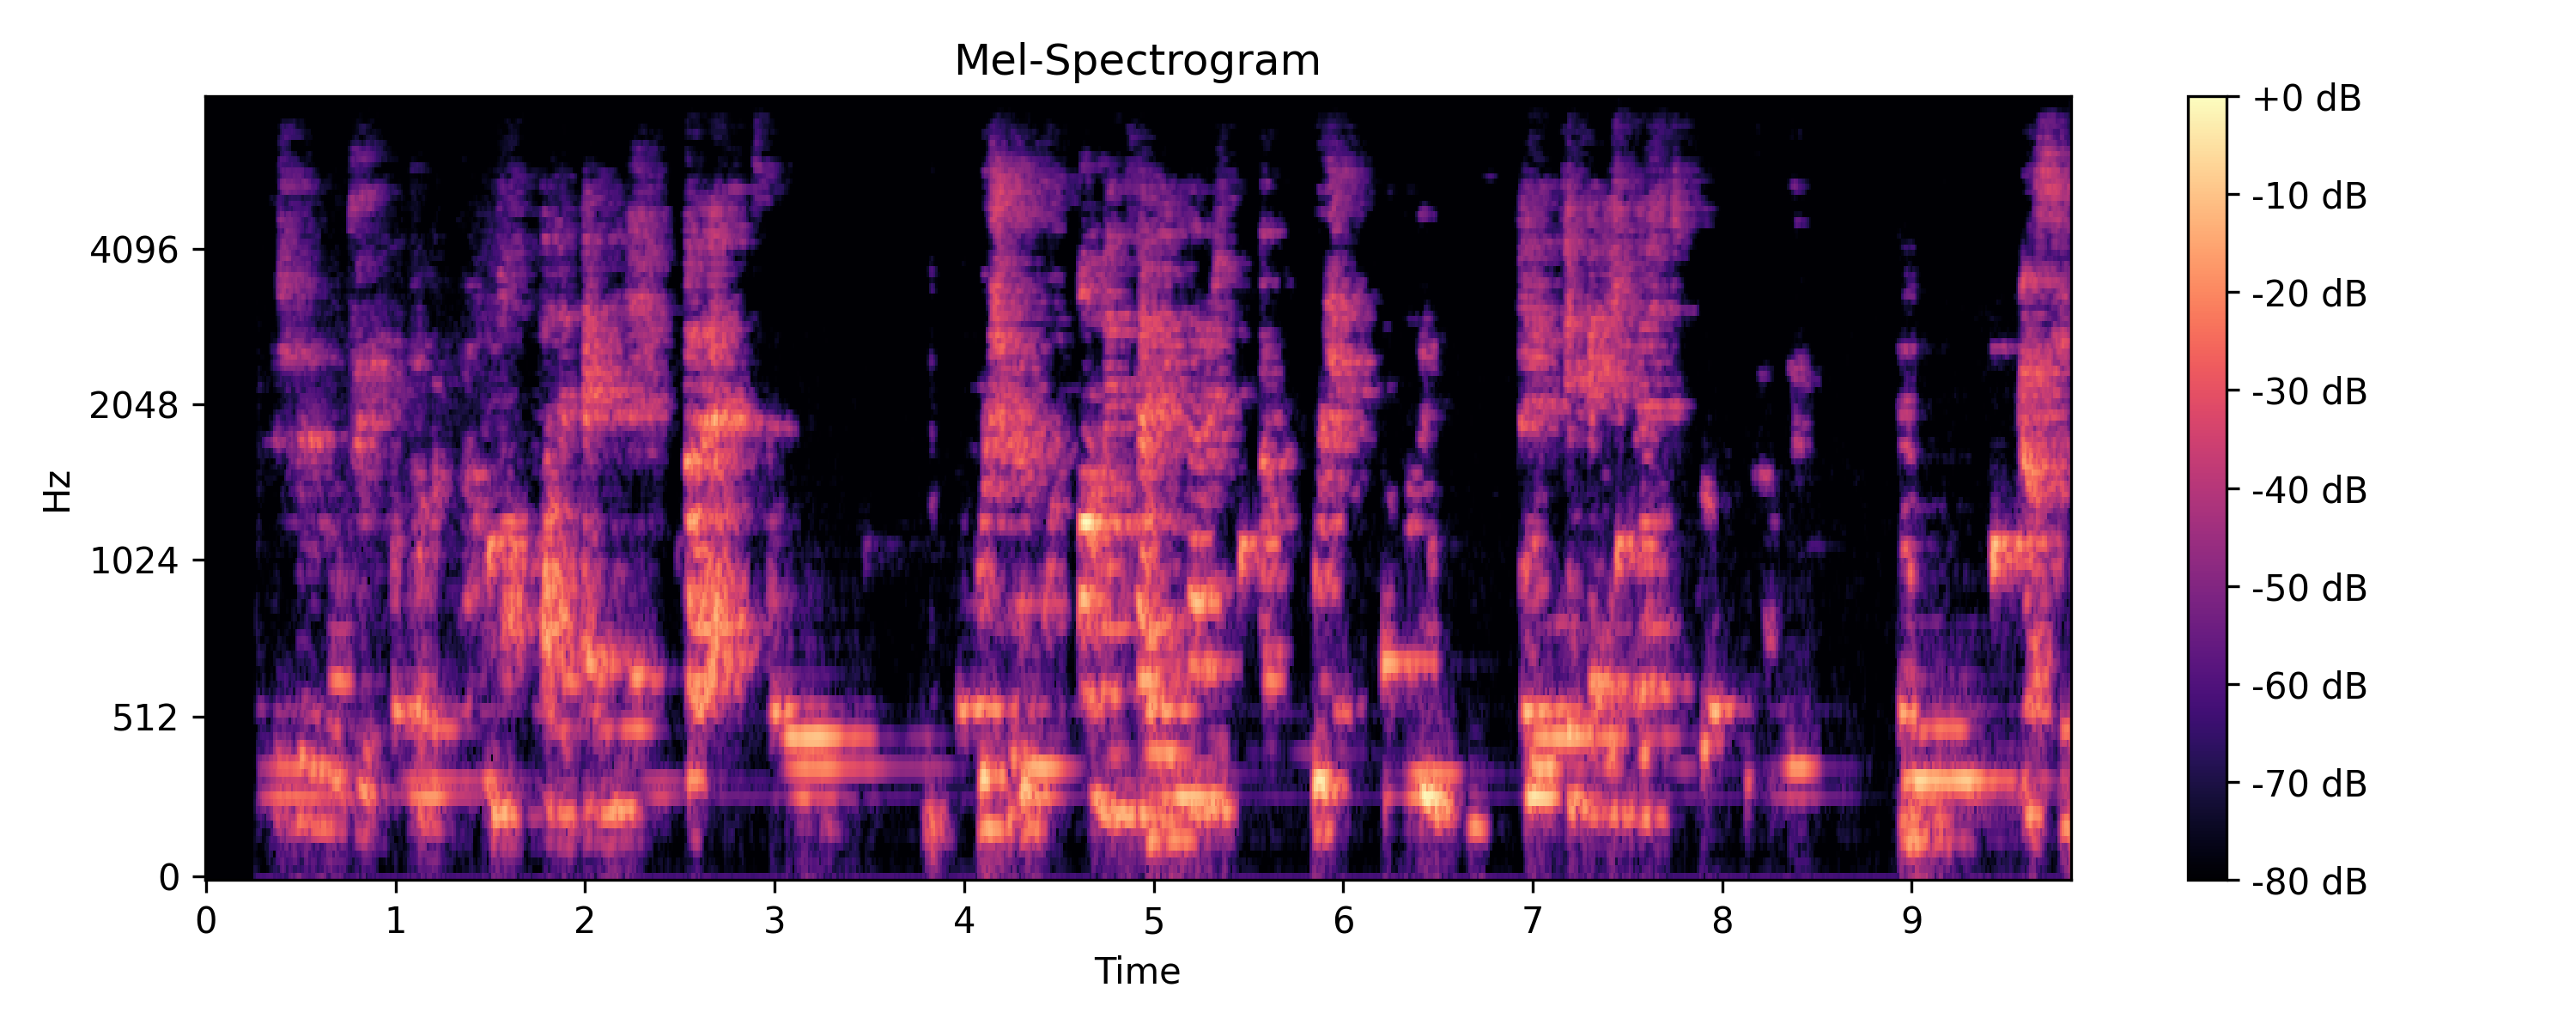 Mel-Spectrogram
+0 dB
-10 dB
-20 dB
-30 dB
-40 dB
-50 dB
-60 dB
-70 dB
-80 dB
Hz
4096
2048
1024
512
0
0 1 2 3 4 5 6 7 8 9
Time